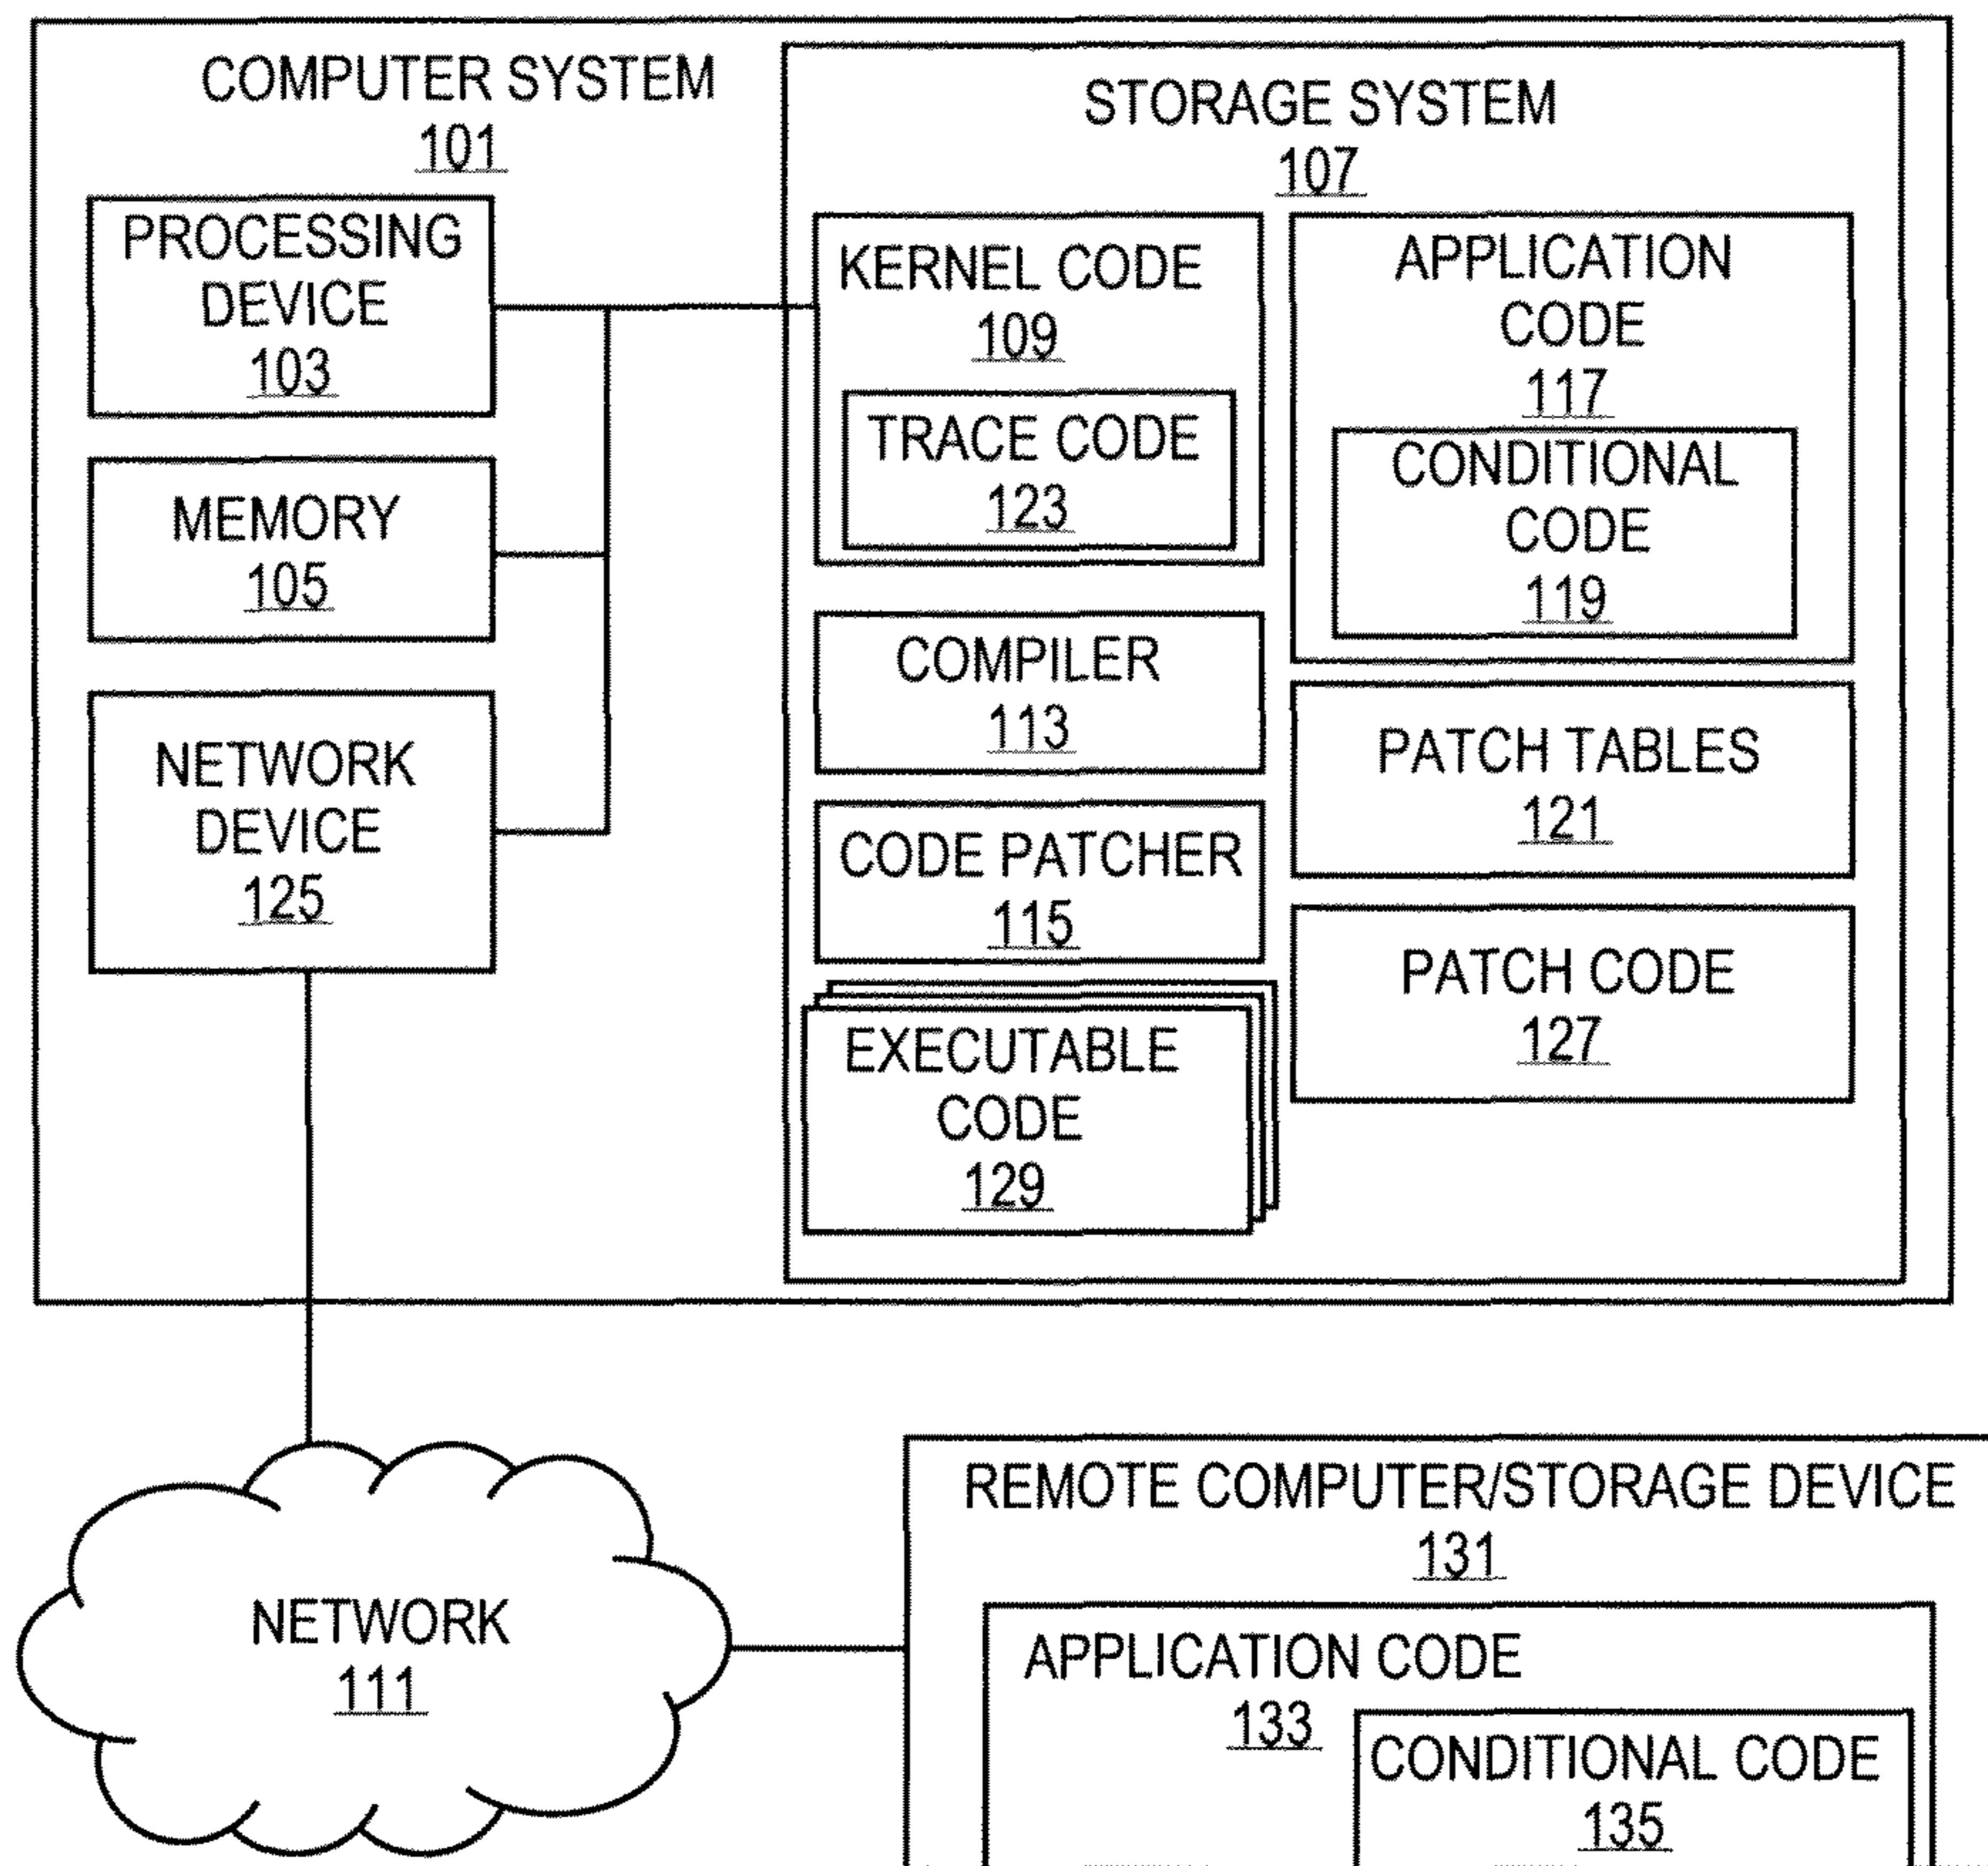 COMPUTER SYSTEM
101
PROCESSING
DEVICE
103
MEMORY
105
NETWORK
DEVICE
125
STORAGE SYSTEM
107
KERNEL CODE
109
TRACE CODE
123
COMPILER
113
CODE PATCHER
115
EXECUTABLE
CODE
129
APPLICATION
CODE
117
CONDITIONAL
CODE
119
PATCH TABLES
121
PATCH CODE
127
NETWORK
111
REMOTE COMPUTER/STORAGE DEVICE
131
APPLICATION CODE
133
CONDITIONAL CODE
135